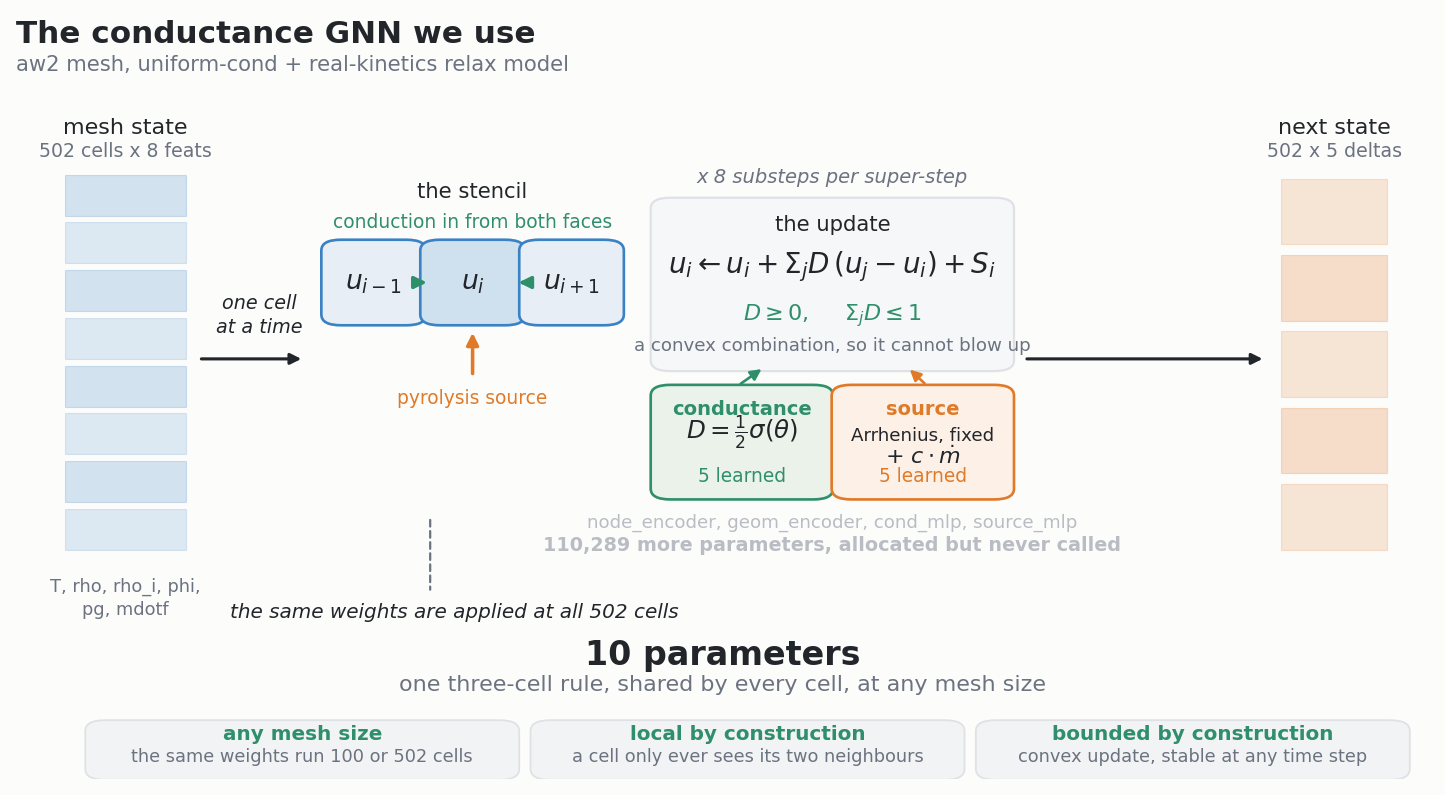 The conductance GNN we use
aw2 mesh, uniform-cond + real-kinetics relax model
mesh state
502 cells x 8 feats
T, rho, rho_i, phi,
pg, mdotf
one cell
at a time
the stencil
conduction in from both faces
u_{i−1}
u_i
u_{i+1}
pyrolysis source
x 8 substeps per super-step
the update
u_i ← u_i + Σ_j D (u_j − u_i) + S_i
D ≥ 0, Σ_j D ≤ 1
a convex combination, so it cannot blow up
conductance
D = ½ σ(θ)
5 learned
source
Arrhenius, fixed
+ c · ṁ
5 learned
node_encoder, geom_encoder, cond_mlp, source_mlp
110,289 more parameters, allocated but never called
next state
502 x 5 deltas
the same weights are applied at all 502 cells
10 parameters
one three-cell rule, shared by every cell, at any mesh size
any mesh size
the same weights run 100 or 502 cells
local by construction
a cell only ever sees its two neighbours
bounded by construction
convex update, stable at any time step